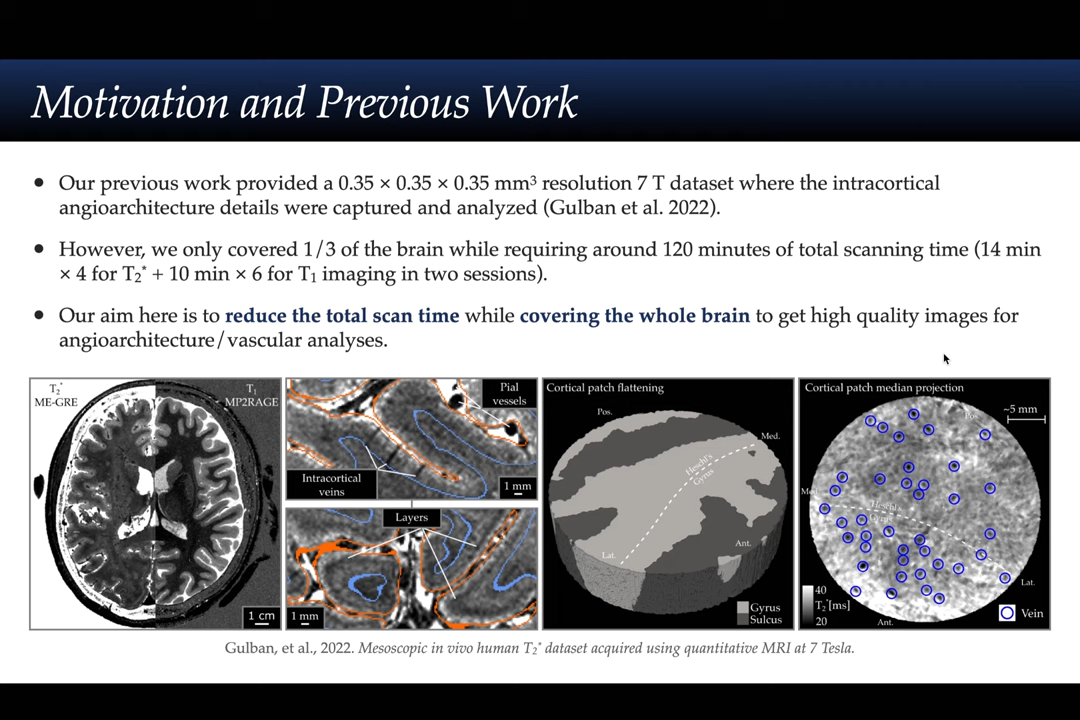 Motivation and Previous Work
• Our previous work provided a 0.35 × 0.35 × 0.35 mm³ resolution 7 T dataset where the intracortical
angioarchitecture details were captured and analyzed (Gulban et al. 2022).
• However, we only covered 1/3 of the brain while requiring around 120 minutes of total scanning time (14 min
× 4 for T₂* + 10 min × 6 for T₁ imaging in two sessions).
• Our aim here is to reduce the total scan time while covering the whole brain to get high quality images for
angioarchitecture/vascular analyses.
T₂*
ME-GRE
T₁
MP2RAGE
1 cm
Pial
vessels
Intracortical
veins
1 mm
Layers
1 mm
Cortical patch flattening
Pos.
Med.
Heschl's
Gyrus
Lat.
Ant.
Gyrus
Sulcus
Cortical patch median projection
~5 mm
Pos.
Med.
Heschl's
Gyrus
Lat.
40
T₂*[ms]
20
Ant.
Vein
Gulban, et al., 2022. Mesoscopic in vivo human T₂* dataset acquired using quantitative MRI at 7 Tesla.